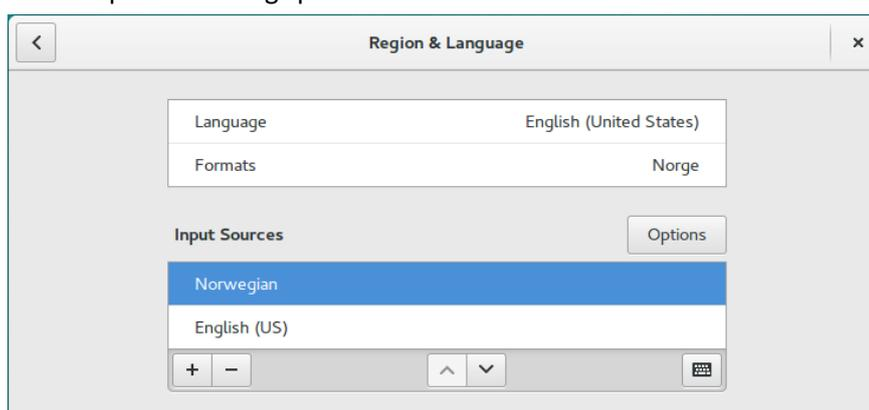 Region & Language
Language English (United States)
Formats Norge
Input Sources Options
Norwegian
English (US)